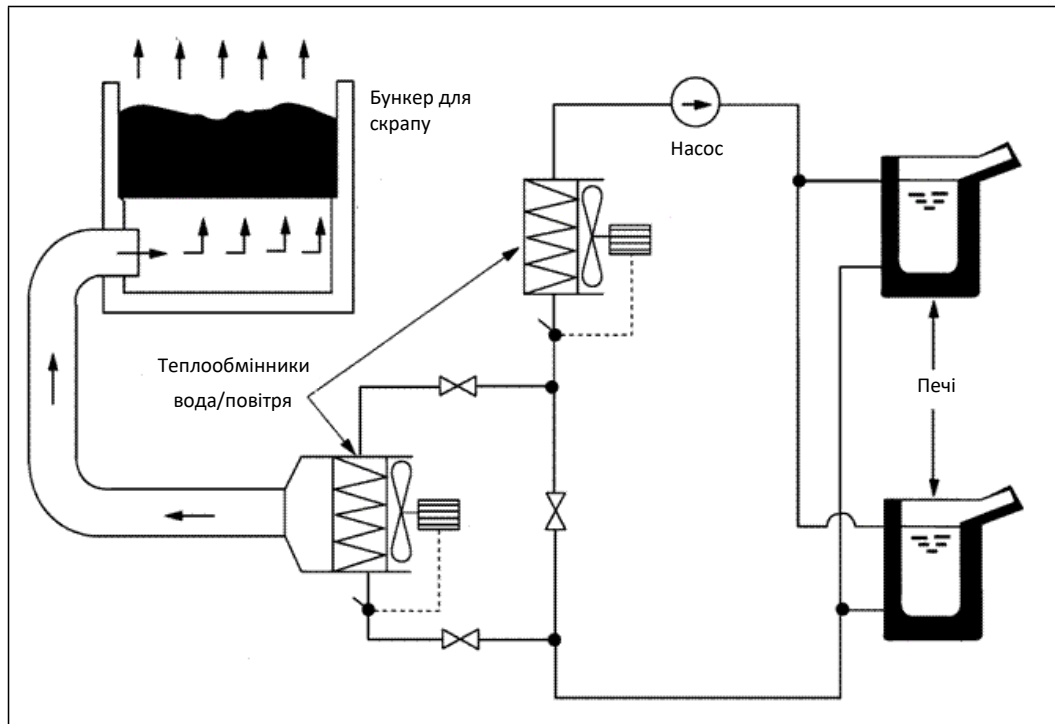 Бункер для
скрапу
Насос
Теплообмінники
вода/повітря
Печі